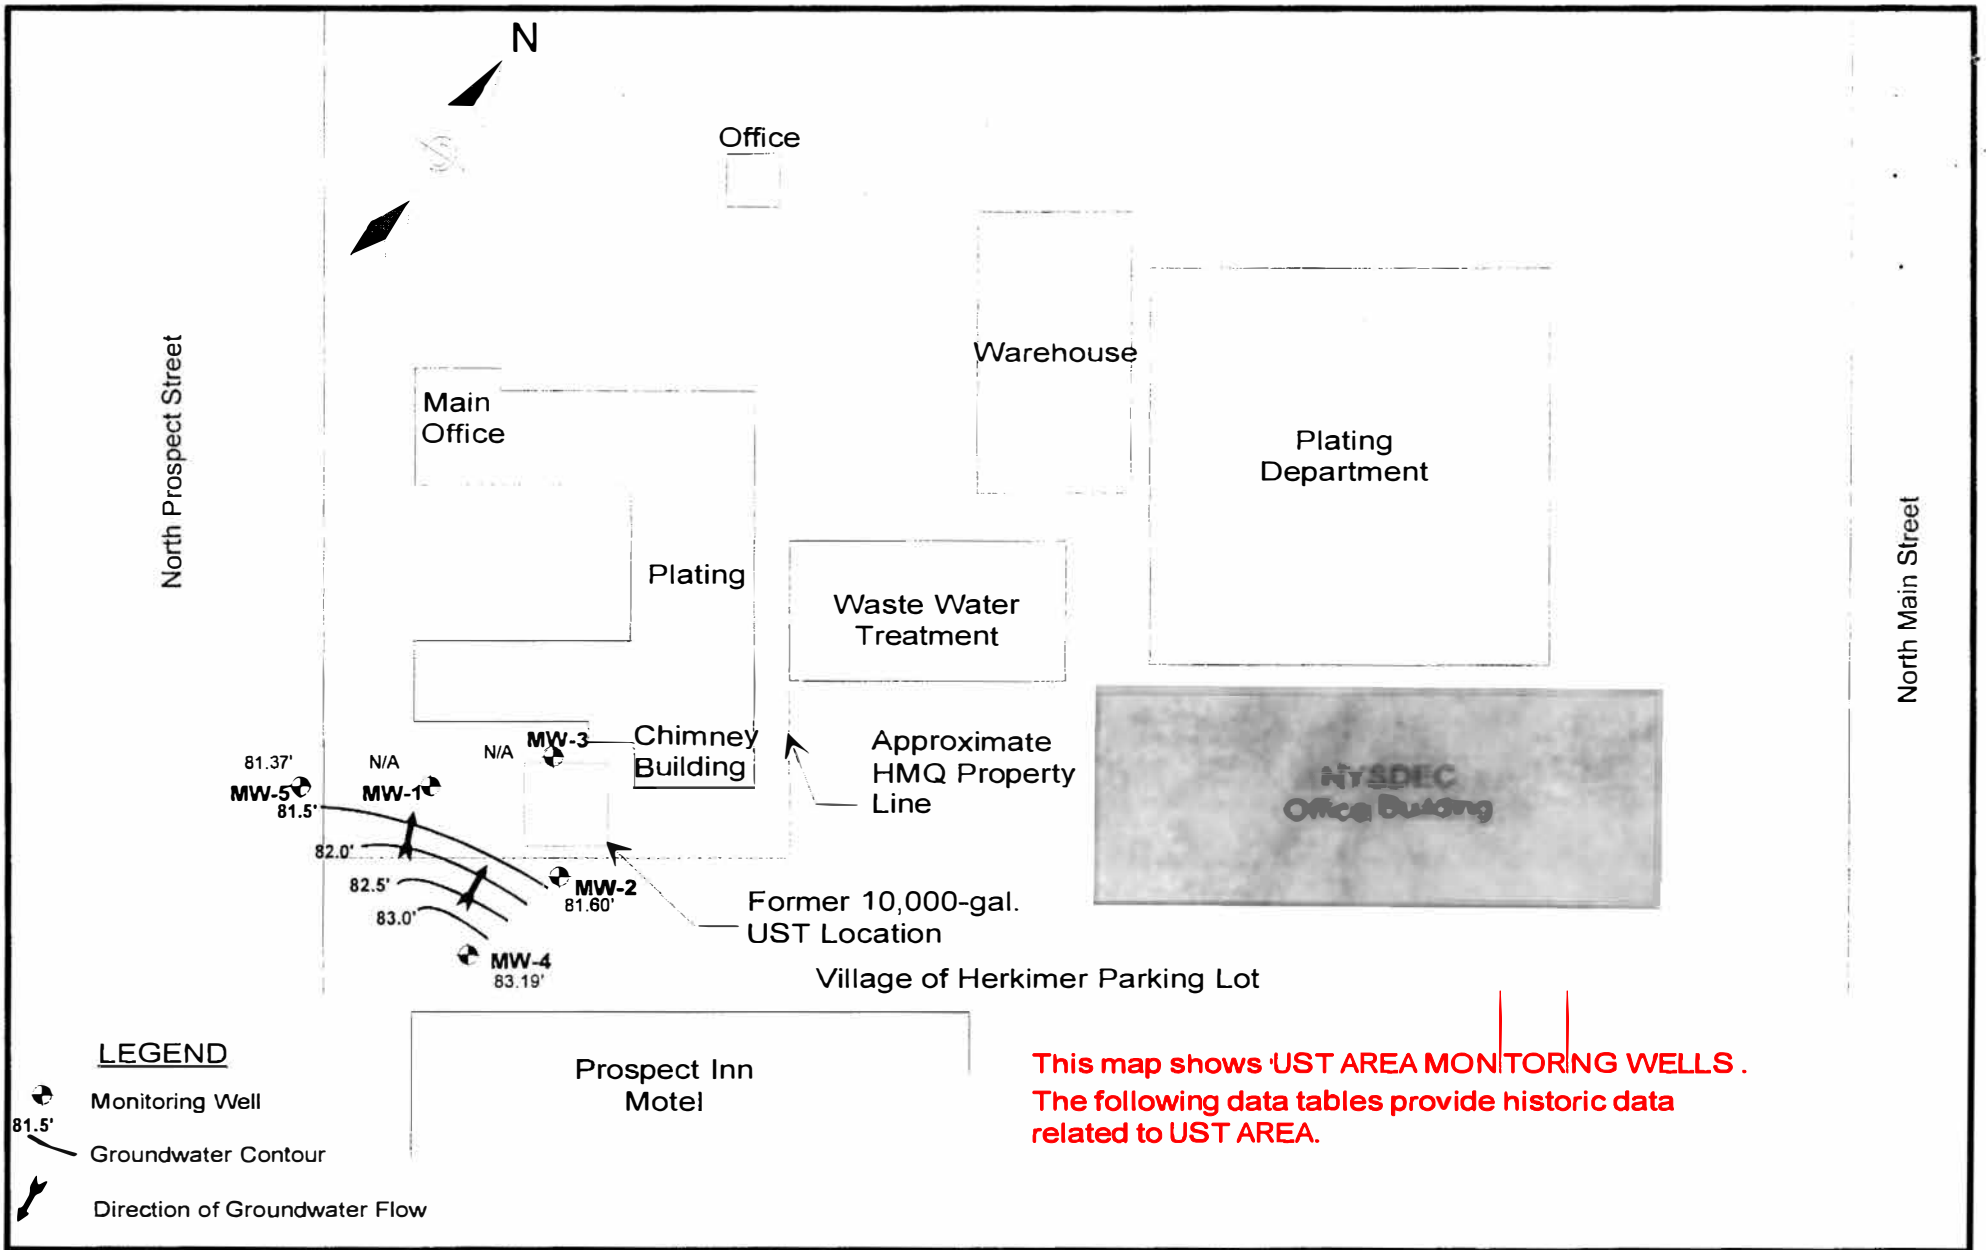 N
Office
North Prospect Street
Main
Office
Warehouse
Plating
Department
North Main Street
Plating
Waste Water
Treatment
Chimney
Building
Approximate
HMQ Property
Line
NYSDEC
Office Building
81.37'
MW-5
81.5'
N/A
MW-1
N/A
MW-3
82.0'
82.5'
83.0'
MW-2
81.60'
MW-4
83.19'
Former 10,000-gal.
UST Location
Village of Herkimer Parking Lot
Prospect Inn
Motel
LEGEND
Monitoring Well
81.5'
Groundwater Contour
Direction of Groundwater Flow
This map shows UST AREA MONITORING WELLS .
The following data tables provide historic data
related to UST AREA.